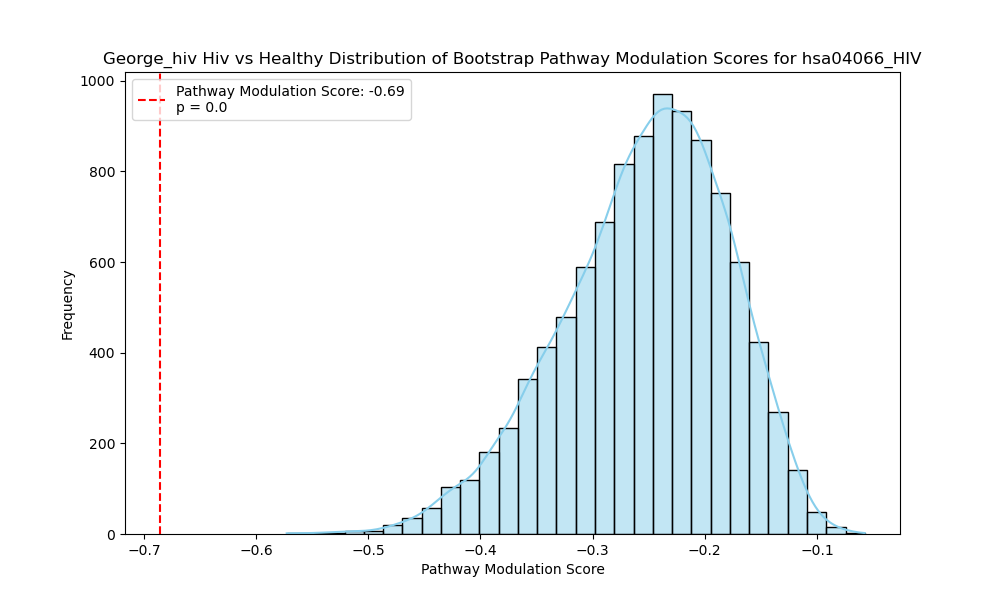 George_hiv Hiv vs Healthy Distribution of Bootstrap Pathway Modulation Scores for hsa04066_HIV
Pathway Modulation Score: -0.69
p = 0.0
1000
800
600
400
200
0
Frequency
−0.7
−0.6
−0.5
−0.4
−0.3
−0.2
−0.1
Pathway Modulation Score